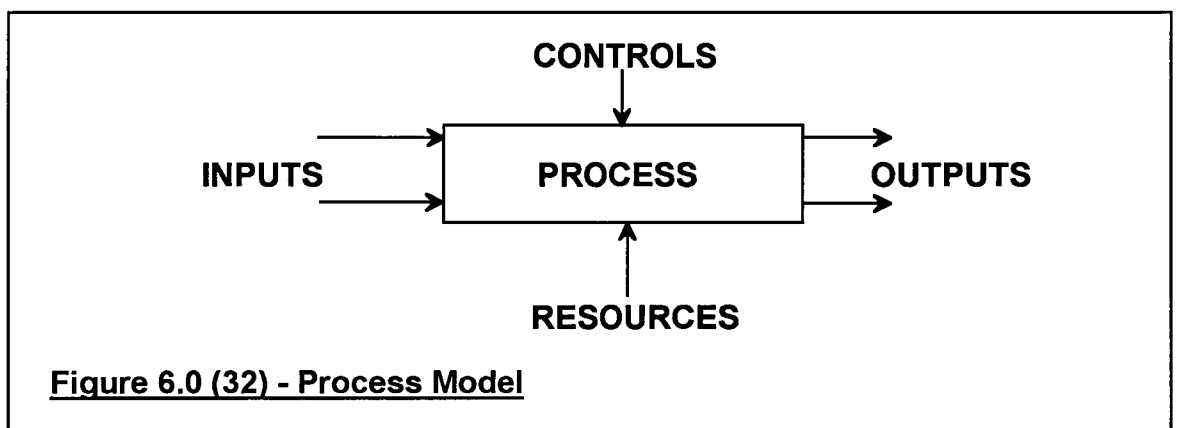 CONTROLS
INPUTS
PROCESS
OUTPUTS
RESOURCES
Figure 6.0 (32) - Process Model